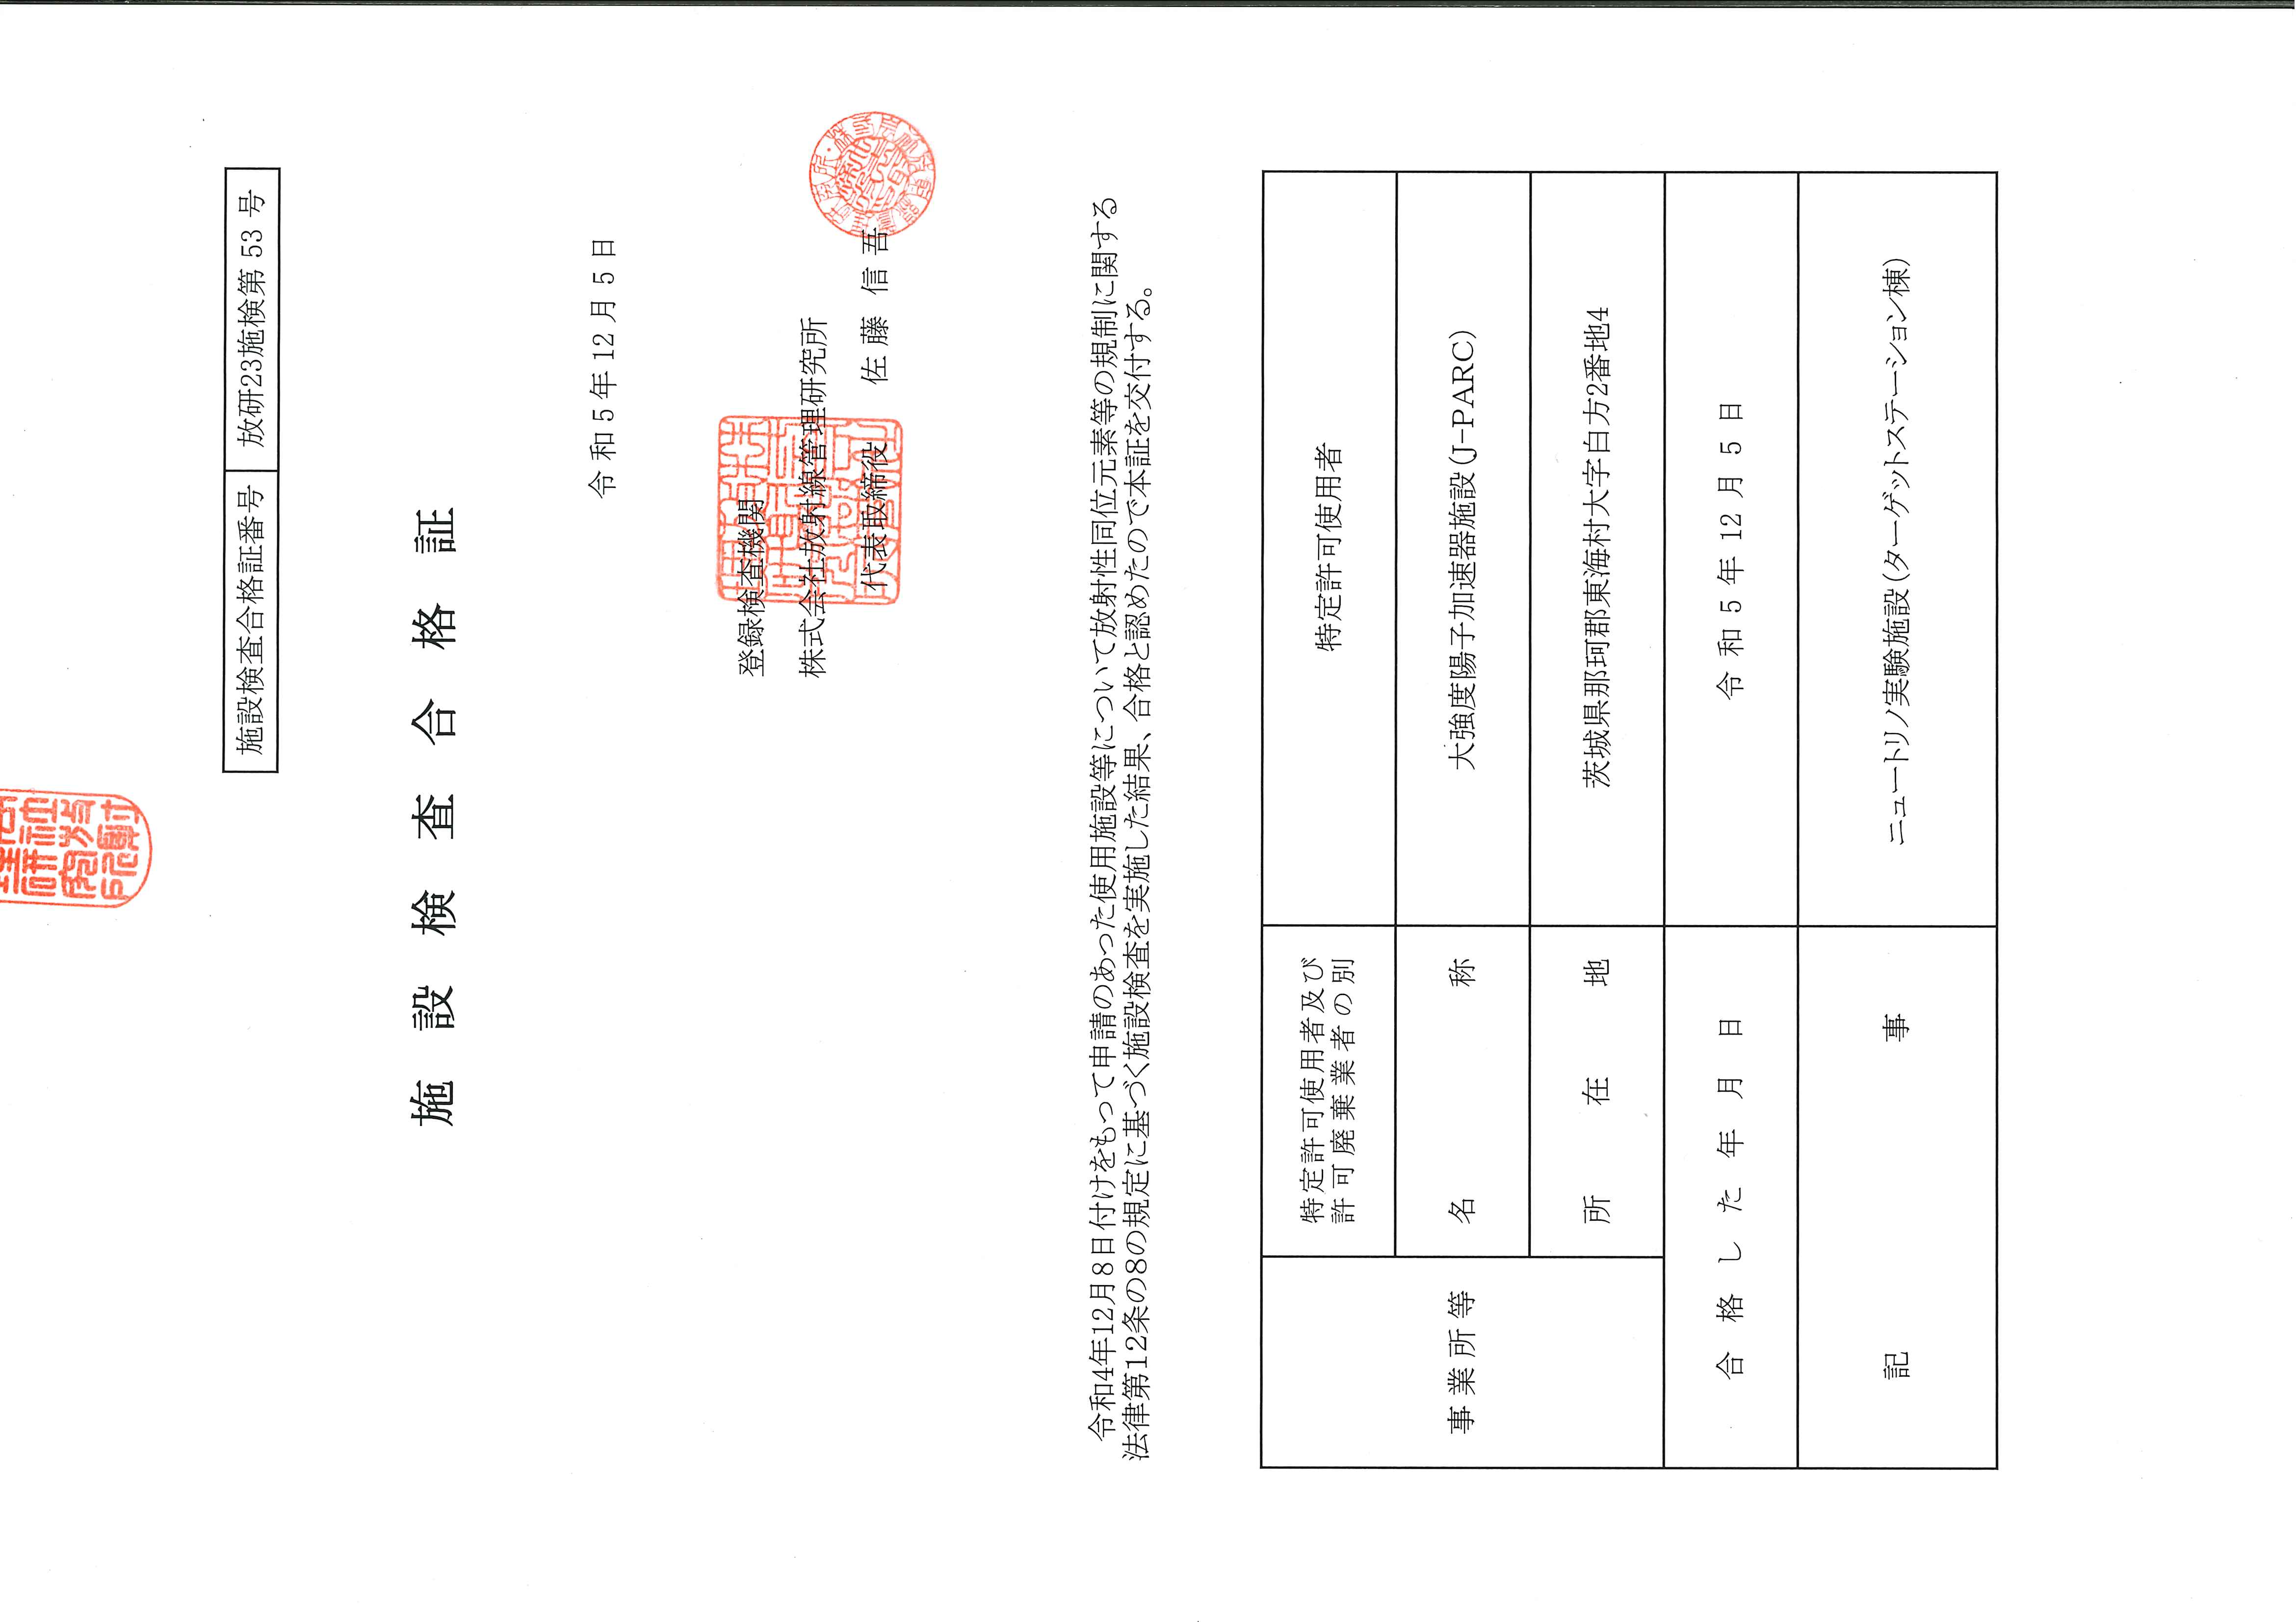 施設検査合格証番号 放研23施検第 53 号
施設検査合格証
令和5年12月5日
登録検査機関
株式会社放射線管理研究所
代表取締役 佐藤信吾
令和4年12月8日付けをもって申請のあった使用施設等について放射性同位元素等の規制に関する
法律第12条の8の規定に基づく施設検査を実施した結果、合格と認めたので本証を交付する。
事業所等
特定許可使用者及び
許可廃棄業者の別
特定許可使用者
名称 大強度陽子加速器施設(J-PARC)
所在地 茨城県那珂郡東海村大字白方2番地4
合格した年月日 令和5年12月5日
記事 ニュートリノ実験施設(ターゲットステーション棟)